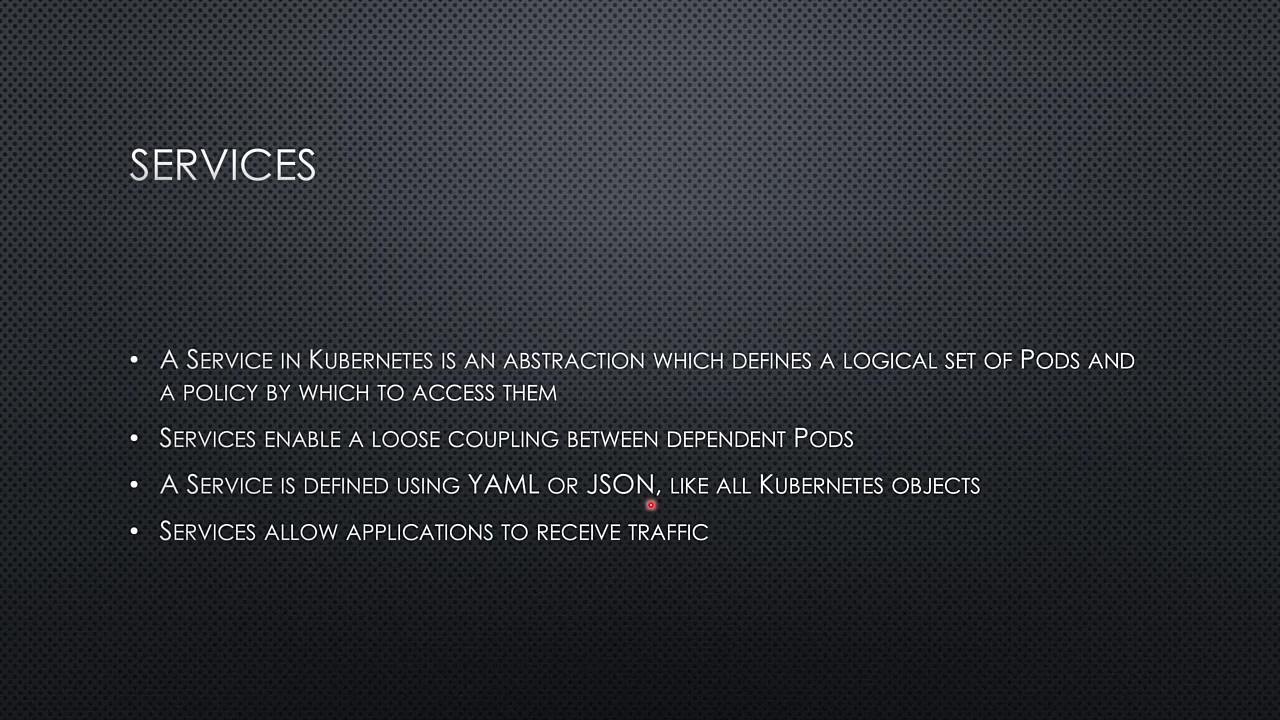 SERVICES
• A Service in Kubernetes is an abstraction which defines a logical set of Pods and
a policy by which to access them
• Services enable a loose coupling between dependent Pods
• A Service is defined using YAML or JSON, like all Kubernetes objects
• Services allow applications to receive traffic